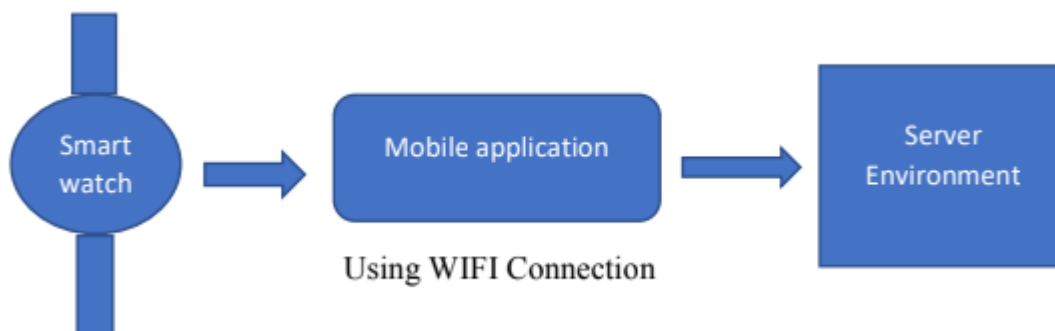 Smart
watch
Mobile application
Using WIFI Connection
Server
Environment